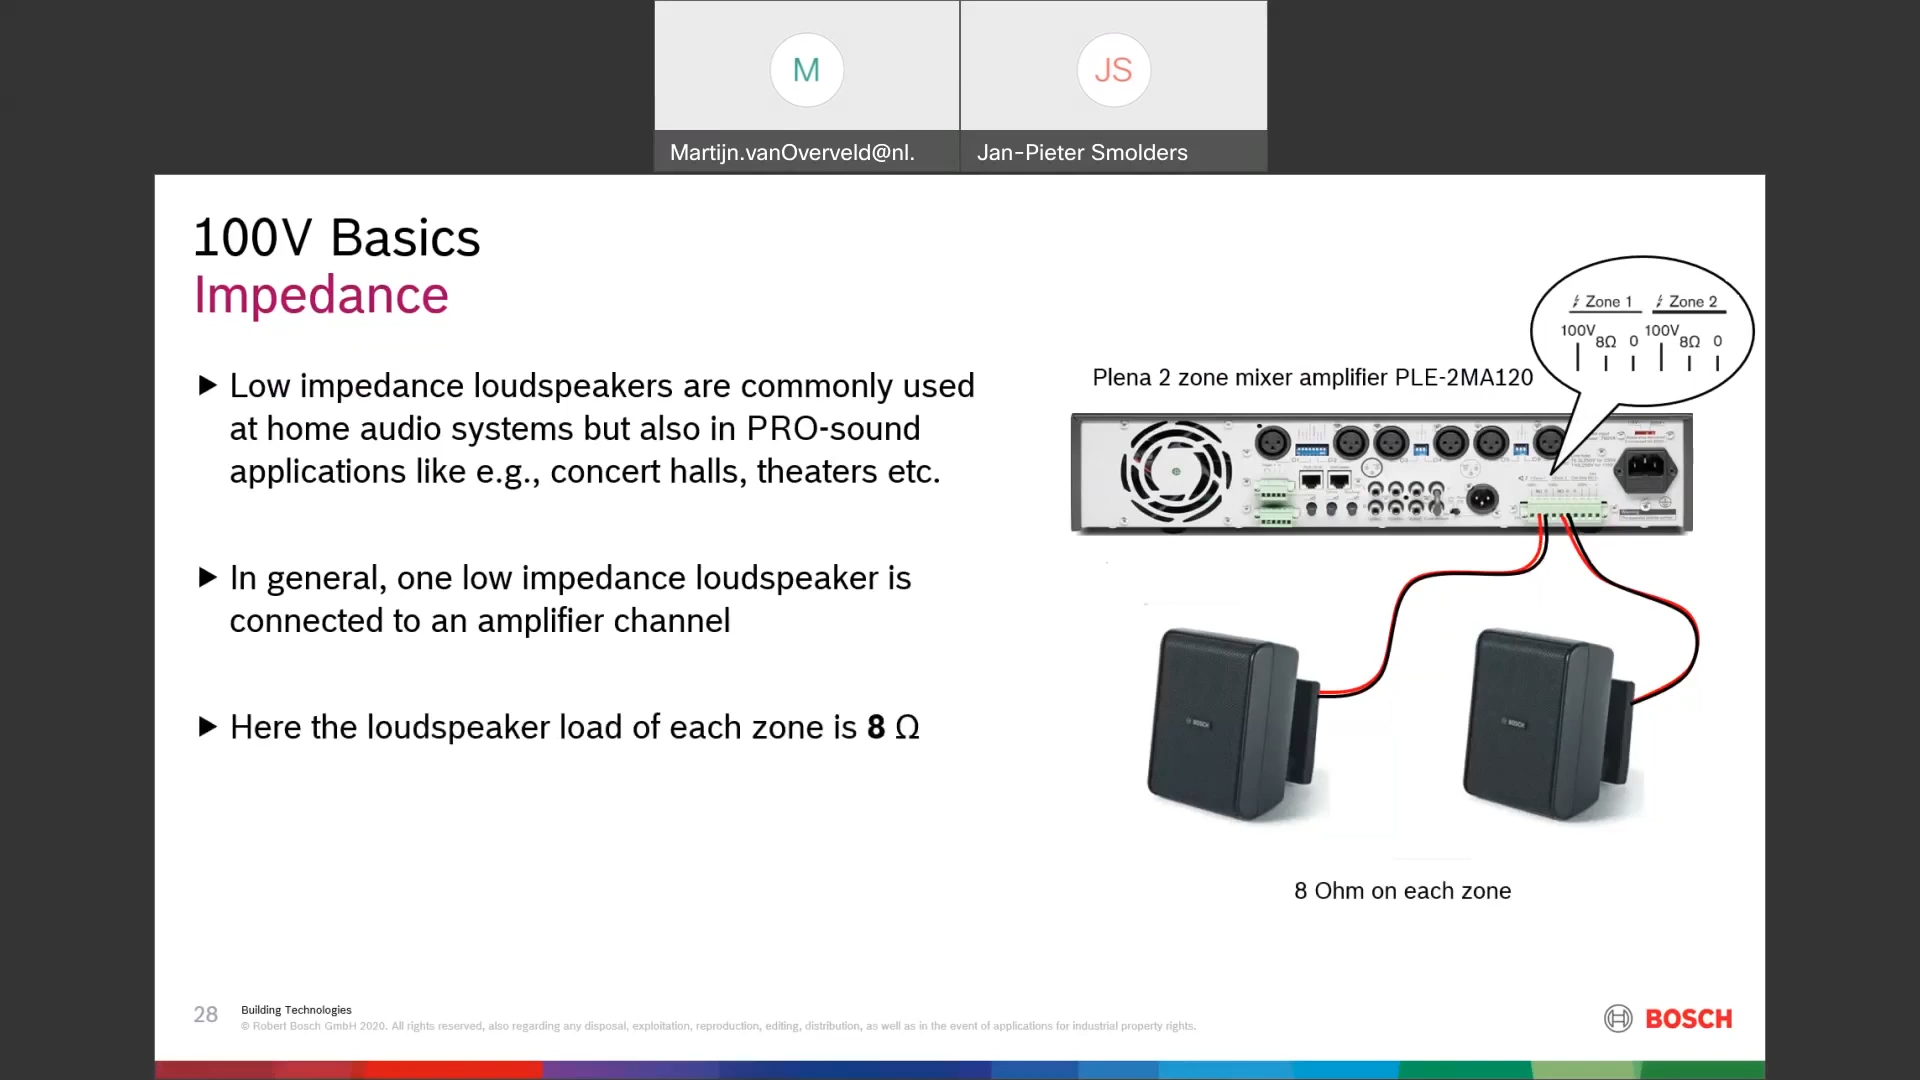 M
JS
Martijn.vanOverveld@nl.
Jan-Pieter Smolders
100V Basics
Impedance
▶ Low impedance loudspeakers are commonly used
at home audio systems but also in PRO-sound
applications like e.g., concert halls, theaters etc.
▶ In general, one low impedance loudspeaker is
connected to an amplifier channel
▶ Here the loudspeaker load of each zone is 8 Ω
Zone 1 Zone 2
100V 8Ω 0 100V 8Ω 0
Plena 2 zone mixer amplifier PLE-2MA120
BOSCH
BOSCH
8 Ohm on each zone
28
Building Technologies
© Robert Bosch GmbH 2020. All rights reserved, also regarding any disposal, exploitation, reproduction, editing, distribution, as well as in the event of applications for industrial property rights.
BOSCH